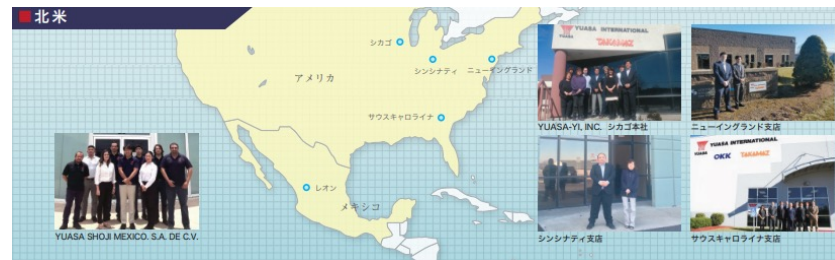 北米
シカゴ
シンシナティ
ニューイングランド
アメリカ
サウスキャロライナ
レオン
メキシコ
YUASA SHOJI MEXICO. S.A. DE C.V.
YUASA INTERNATIONAL
YUASA
TAKAMAZ
YUASA-YI, INC. シカゴ本社
ニューイングランド支店
シンシナティ支店
YUASA INTERNATIONAL
YUASA
OKK TAKAMAZ
サウスキャロライナ支店